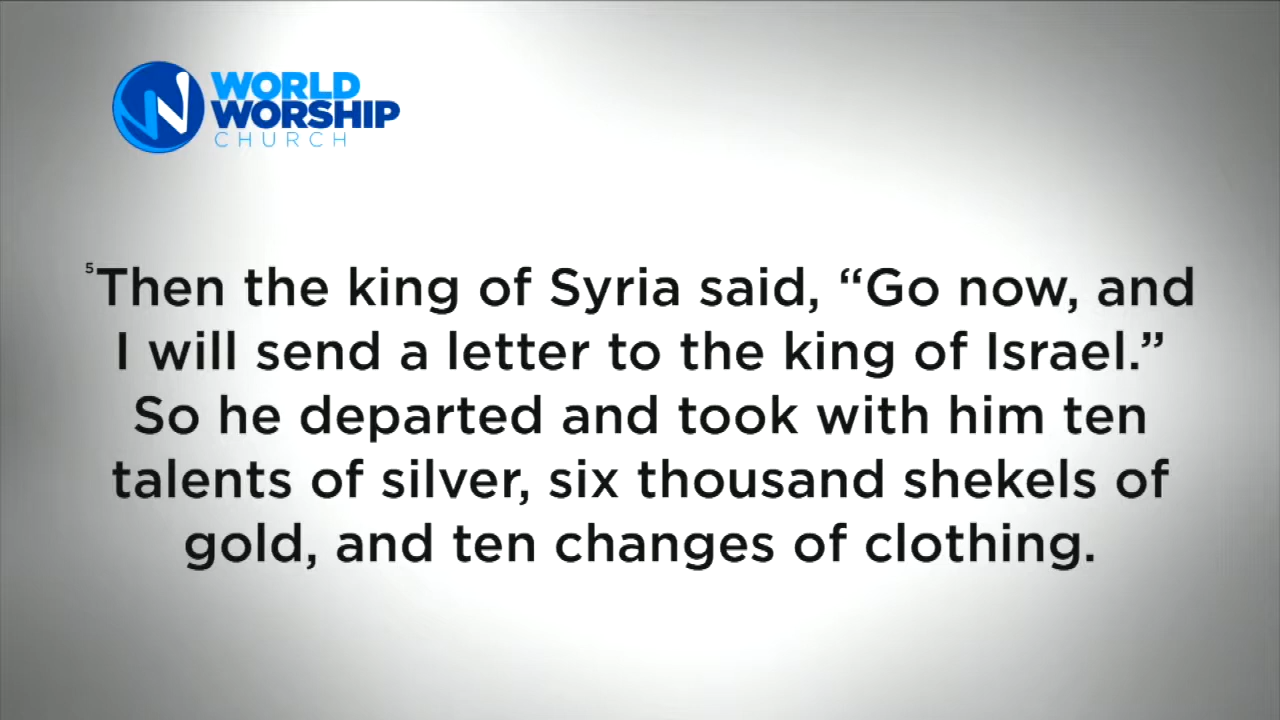 WORLD
WORSHIP
CHURCH
⁵Then the king of Syria said, “Go now, and
I will send a letter to the king of Israel.”
So he departed and took with him ten
talents of silver, six thousand shekels of
gold, and ten changes of clothing.